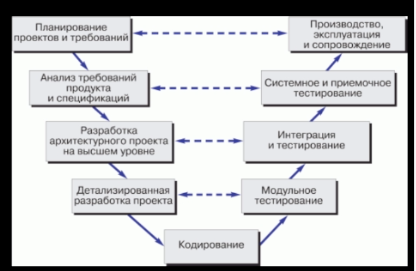 Планирование
проектов и требований
Производство,
эксплуатация
и сопровождение
Анализ требований
продукта
и спецификаций
Системное и приемочное
тестирование
Разработка
архитектурного проекта
на высшем уровне
Интеграция
и тестирование
Детализированная
разработка проекта
Модульное
тестирование
Кодирование